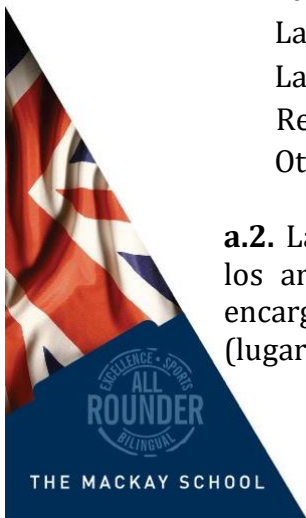 La
La
Re
Ot
a.2. La
los an
encarg
(lugar
EXCELLENCE • SPORTS
ALL
ROUNDER
BILINGUAL
THE MACKAY SCHOOL